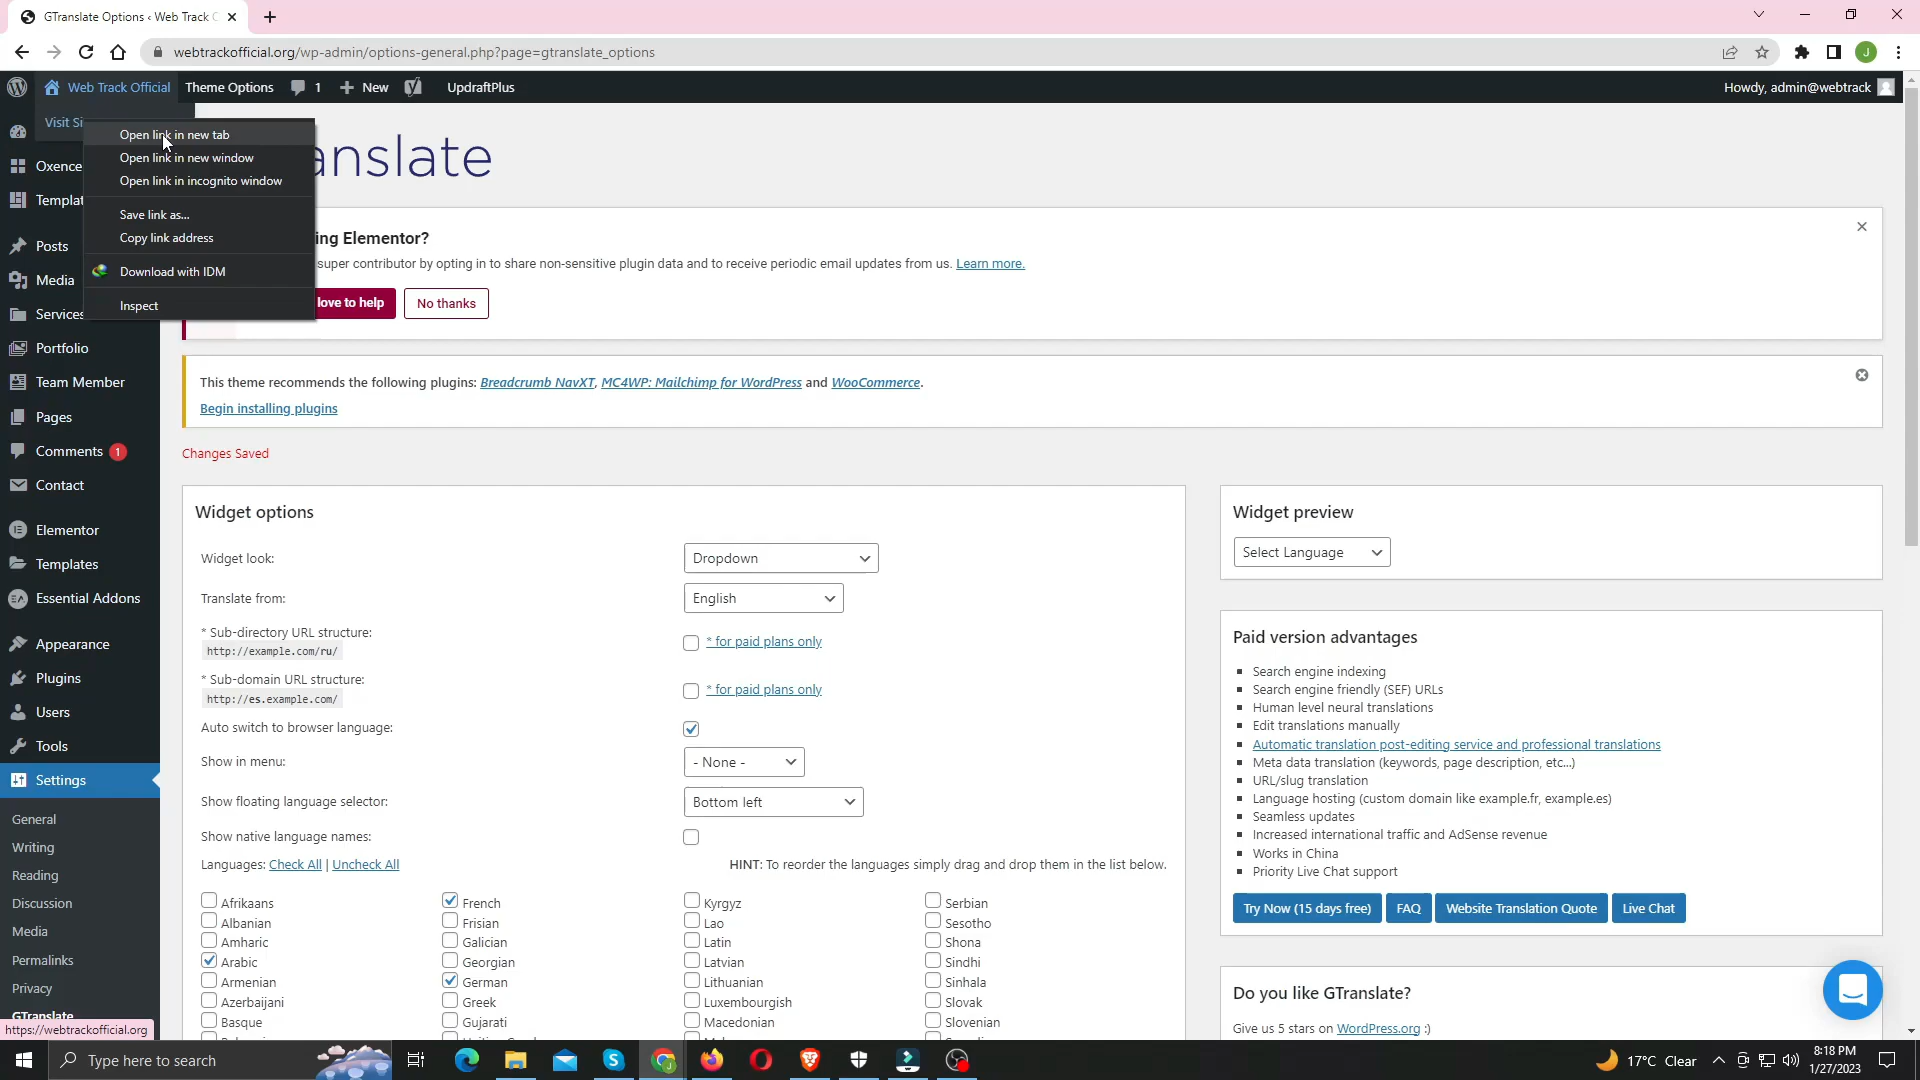 GTranslate Options ‹ Web Track O
webtrackofficial.org/wp-admin/options-general.php?page=gtranslate_options
J
Web Track Official
Theme Options
1
New
UpdraftPlus
Howdy, admin@webtrack
Visit Si
Open link in new tab
Open link in new window
Open link in incognito window
Save link as...
Copy link address
Download with IDM
Inspect
Oxence
Templat
Posts
Media
Services
Portfolio
Team Member
Pages
Comments 1
Contact
Elementor
Templates
Essential Addons
Appearance
Plugins
Users
Tools
Settings
General
Writing
Reading
Discussion
Media
Permalinks
Privacy
GTranslate
https://webtrackofficial.org
anslate
ing Elementor?
super contributor by opting in to share non-sensitive plugin data and to receive periodic email updates from us. Learn more.
love to help
No thanks
This theme recommends the following plugins: Breadcrumb NavXT, MC4WP: Mailchimp for WordPress and WooCommerce.
Begin installing plugins
Changes Saved
Widget options
Widget look:
Dropdown
Translate from:
English
* Sub-directory URL structure:
http://example.com/ru/
* for paid plans only
* Sub-domain URL structure:
http://es.example.com/
* for paid plans only
Auto switch to browser language:
Show in menu:
- None -
Show floating language selector:
Bottom left
Show native language names:
Languages: Check All | Uncheck All
HINT: To reorder the languages simply drag and drop them in the list below.
Afrikaans
Albanian
Amharic
Arabic
Armenian
Azerbaijani
Basque
French
Frisian
Galician
Georgian
German
Greek
Gujarati
Kyrgyz
Lao
Latin
Latvian
Lithuanian
Luxembourgish
Macedonian
Serbian
Sesotho
Shona
Sindhi
Sinhala
Slovak
Slovenian
Widget preview
Select Language
Paid version advantages
Search engine indexing
Search engine friendly (SEF) URLs
Human level neural translations
Edit translations manually
Automatic translation post-editing service and professional translations
Meta data translation (keywords, page description, etc...)
URL/slug translation
Language hosting (custom domain like example.fr, example.es)
Seamless updates
Increased international traffic and AdSense revenue
Works in China
Priority Live Chat support
Try Now (15 days free)
FAQ
Website Translation Quote
Live Chat
Do you like GTranslate?
Give us 5 stars on WordPress.org :)
Type here to search
17°C Clear
8:18 PM
1/27/2023